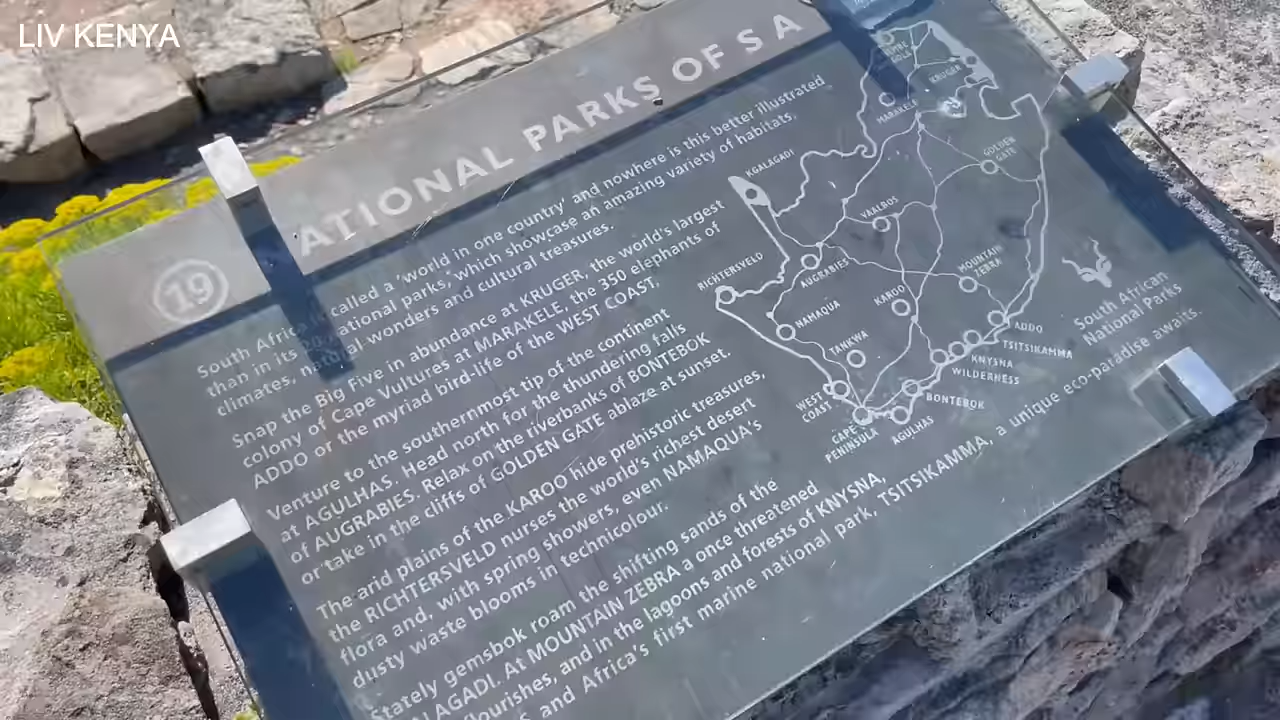 LIV KENYA
ATIONAL PARKS OF S A
19
South Africa is called a 'world in one country' and nowhere is this better illustrated
than in its 20 national parks, which showcase an amazing variety of habitats,
climates, natural wonders and cultural treasures.
Snap the Big Five in abundance at KRUGER, the world's largest
colony of Cape Vultures at MARAKELE, the 350 elephants of
ADDO or the myriad bird-life of the WEST COAST.
Venture to the southernmost tip of the continent
at AGULHAS. Head north for the thundering falls
of AUGRABIES. Relax on the riverbanks of BONTEBOK
or take in the cliffs of GOLDEN GATE ablaze at sunset.
The arid plains of the KAROO hide prehistoric treasures,
the RICHTERSVELD nurses the world's richest desert
flora and, with spring showers, even NAMAQUA's
dusty waste blooms in technicolour.
Stately gemsbok roam the shifting sands of the
ALAGADI. At MOUNTAIN ZEBRA a once threatened
lourishes, and in the lagoons and forests of KNYSNA,
and Africa's first marine national park, TSITSIKAMMA, a unique eco-paradise awaits.
KRUGER
MARAKELE
GOLDEN
GATE
KGALAGADI
VAALBOS
RICHTERSVELD
AUGRABIES
MOUNTAIN
ZEBRA
NAMAQUA
KAROO
TANKWA
ADDO
TSITSIKAMMA
KNYSNA
WILDERNESS
WEST
COAST
BONTEBOK
CAPE
PENINSULA
AGULHAS
South African
National Parks